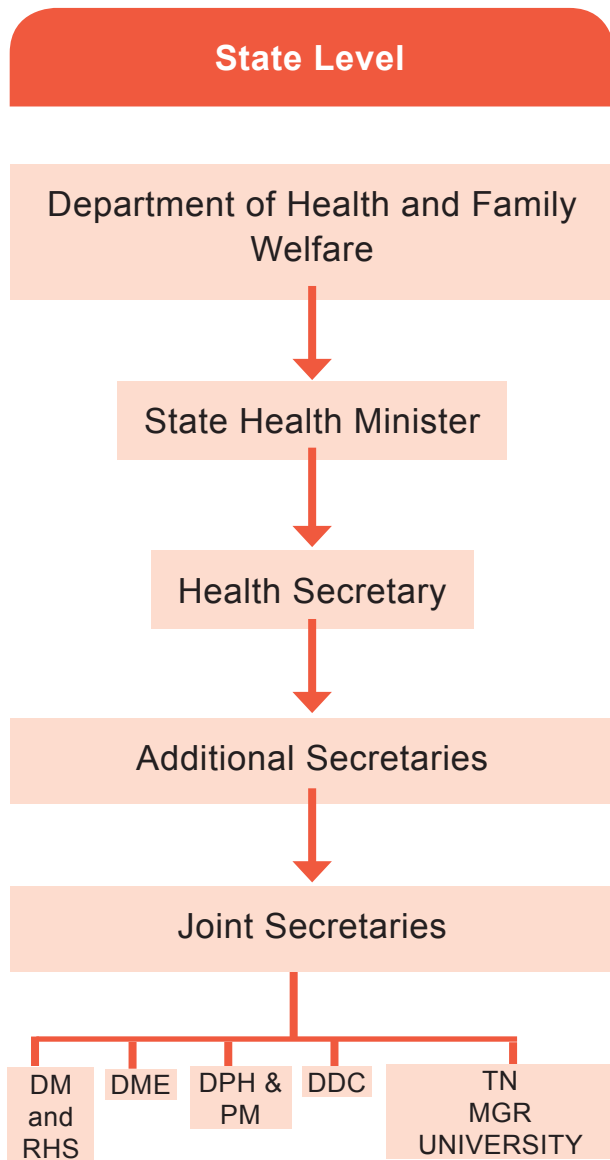 State Level
Department of Health and Family
Welfare
State Health Minister
Health Secretary
Additional Secretaries
Joint Secretaries
DM
and
RHS
DME
DPH &
PM
DDC
TN
MGR
UNIVERSITY